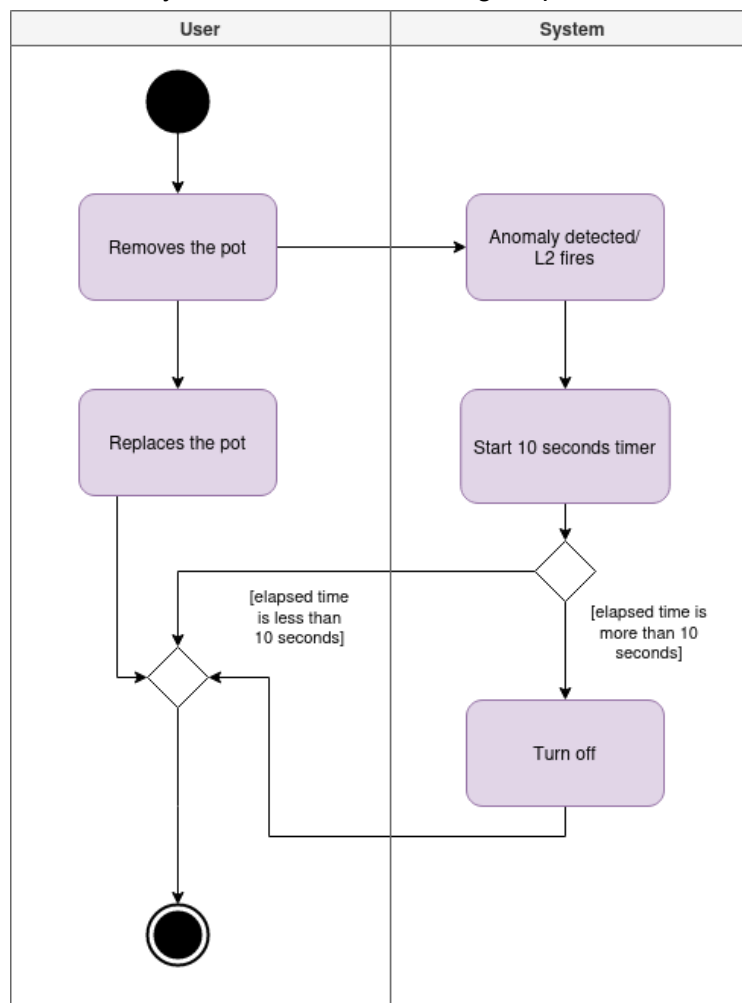 User
System
Removes the pot
Anomaly detected/
L2 fires
Replaces the pot
Start 10 seconds timer
[elapsed time
is less than
10 seconds]
[elapsed time is
more than 10
seconds]
Turn off